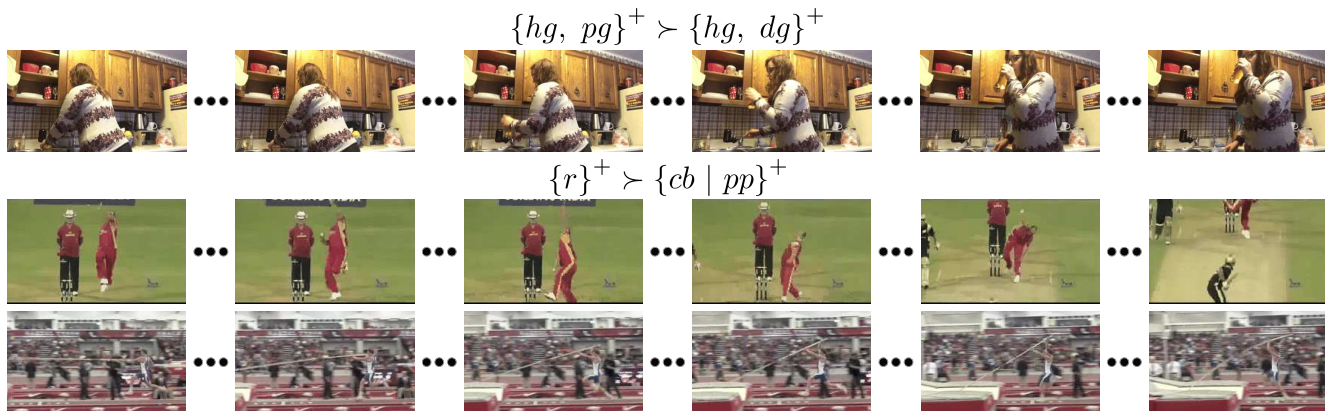 {hg, pg}⁺ ≻ {hg, dg}⁺
{r}⁺ ≻ {cb | pp}⁺